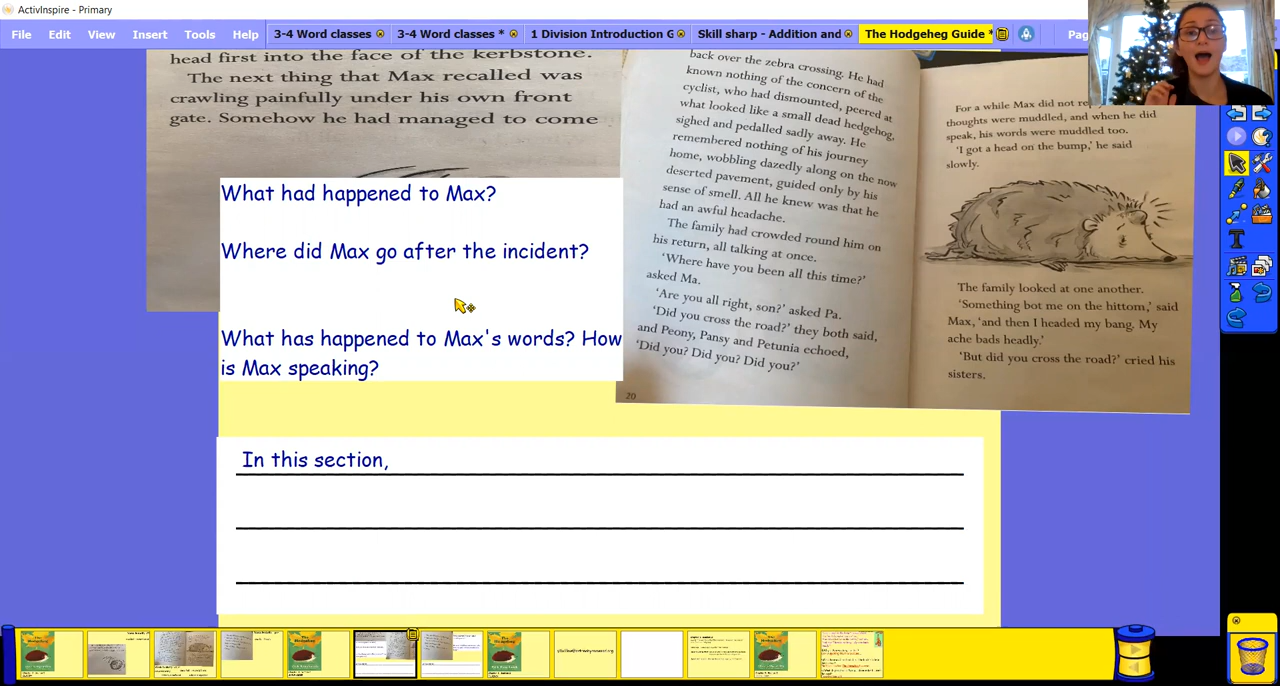 ActivInspire - Primary
File Edit View Insert Tools Help 3-4 Word classes 3-4 Word classes * 1 Division Introduction G Skill sharp - Addition and The Hodgeheg Guide * Pag
head first into the face of the kerbstone.
The next thing that Max recalled was
crawling painfully under his own front
gate. Somehow he had managed to come
What had happened to Max?
Where did Max go after the incident?
What has happened to Max's words? How
is Max speaking?
back over the zebra crossing. He had
known nothing of the concern of the
cyclist, who had dismounted, peered at
what looked like a small dead hedgehog,
sighed and pedalled sadly away. He
remembered nothing of his journey
home, wobbling dazedly along on the now
deserted pavement, guided only by his
sense of smell. All he knew was that he
had an awful headache.
The family had crowded round him on
his return, all talking at once.
'Where have you been all this time?'
asked Ma.
'Are you all right, son?' asked Pa.
'Did you cross the road?' they both said,
and Peony, Pansy and Petunia echoed,
'Did you? Did you? Did you?'
20
For a while Max did not re
thoughts were muddled, and when he did
speak, his words were muddled too.
'I got a head on the bump,' he said
slowly.
The family looked at one another.
'Something bot me on the hittom,' said
Max, 'and then I headed my bang. My
ache bads headly.'
'But did you cross the road?' cried his
sisters.
In this section,